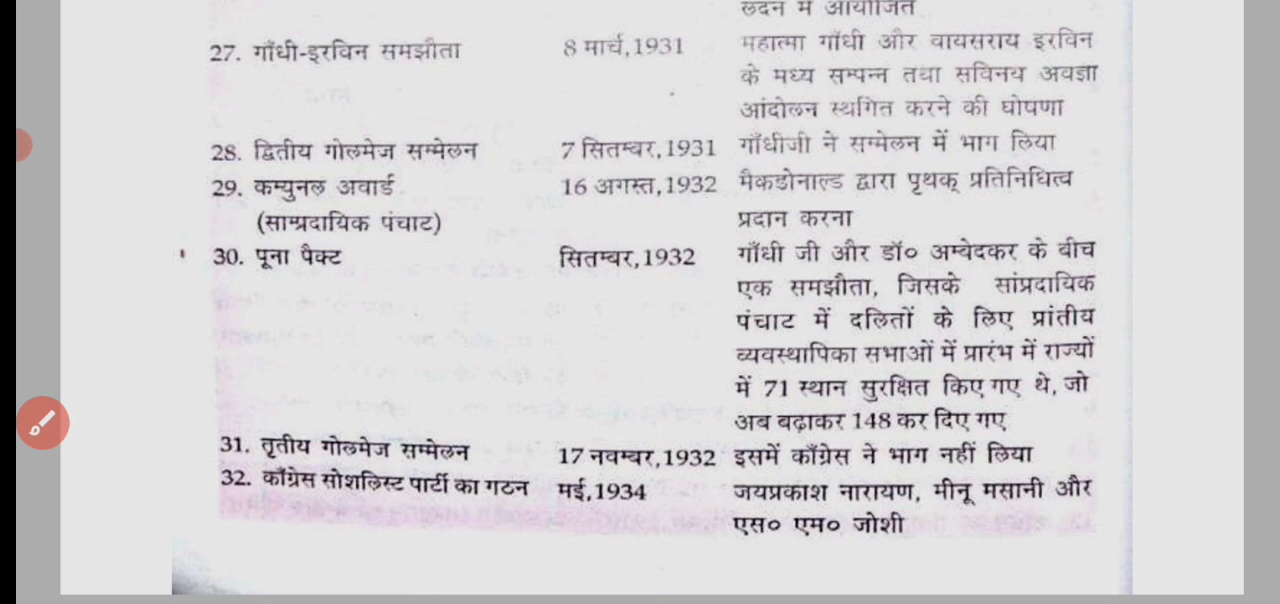 लंदन में आयोजित
27. गाँधी-इरविन समझौता 8 मार्च,1931 महात्मा गाँधी और वायसराय इरविन
के मध्य सम्पन्न तथा सविनय अवज्ञा
आंदोलन स्थगित करने की घोषणा
28. द्वितीय गोलमेज सम्मेलन 7 सितम्बर,1931 गाँधीजी ने सम्मेलन में भाग लिया
29. कम्युनल अवार्ड 16 अगस्त,1932 मैकडोनाल्ड द्वारा पृथक् प्रतिनिधित्व
(साम्प्रदायिक पंचाट) प्रदान करना
30. पूना पैक्ट सितम्बर,1932 गाँधी जी और डॉ० अम्बेदकर के बीच
एक समझौता, जिसके सांप्रदायिक
पंचाट में दलितों के लिए प्रांतीय
व्यवस्थापिका सभाओं में प्रारंभ में राज्यों
में 71 स्थान सुरक्षित किए गए थे, जो
अब बढ़ाकर 148 कर दिए गए
31. तृतीय गोलमेज सम्मेलन 17 नवम्बर,1932 इसमें काँग्रेस ने भाग नहीं लिया
32. काँग्रेस सोशलिस्ट पार्टी का गठन मई,1934 जयप्रकाश नारायण, मीनू मसानी और
एस० एम० जोशी